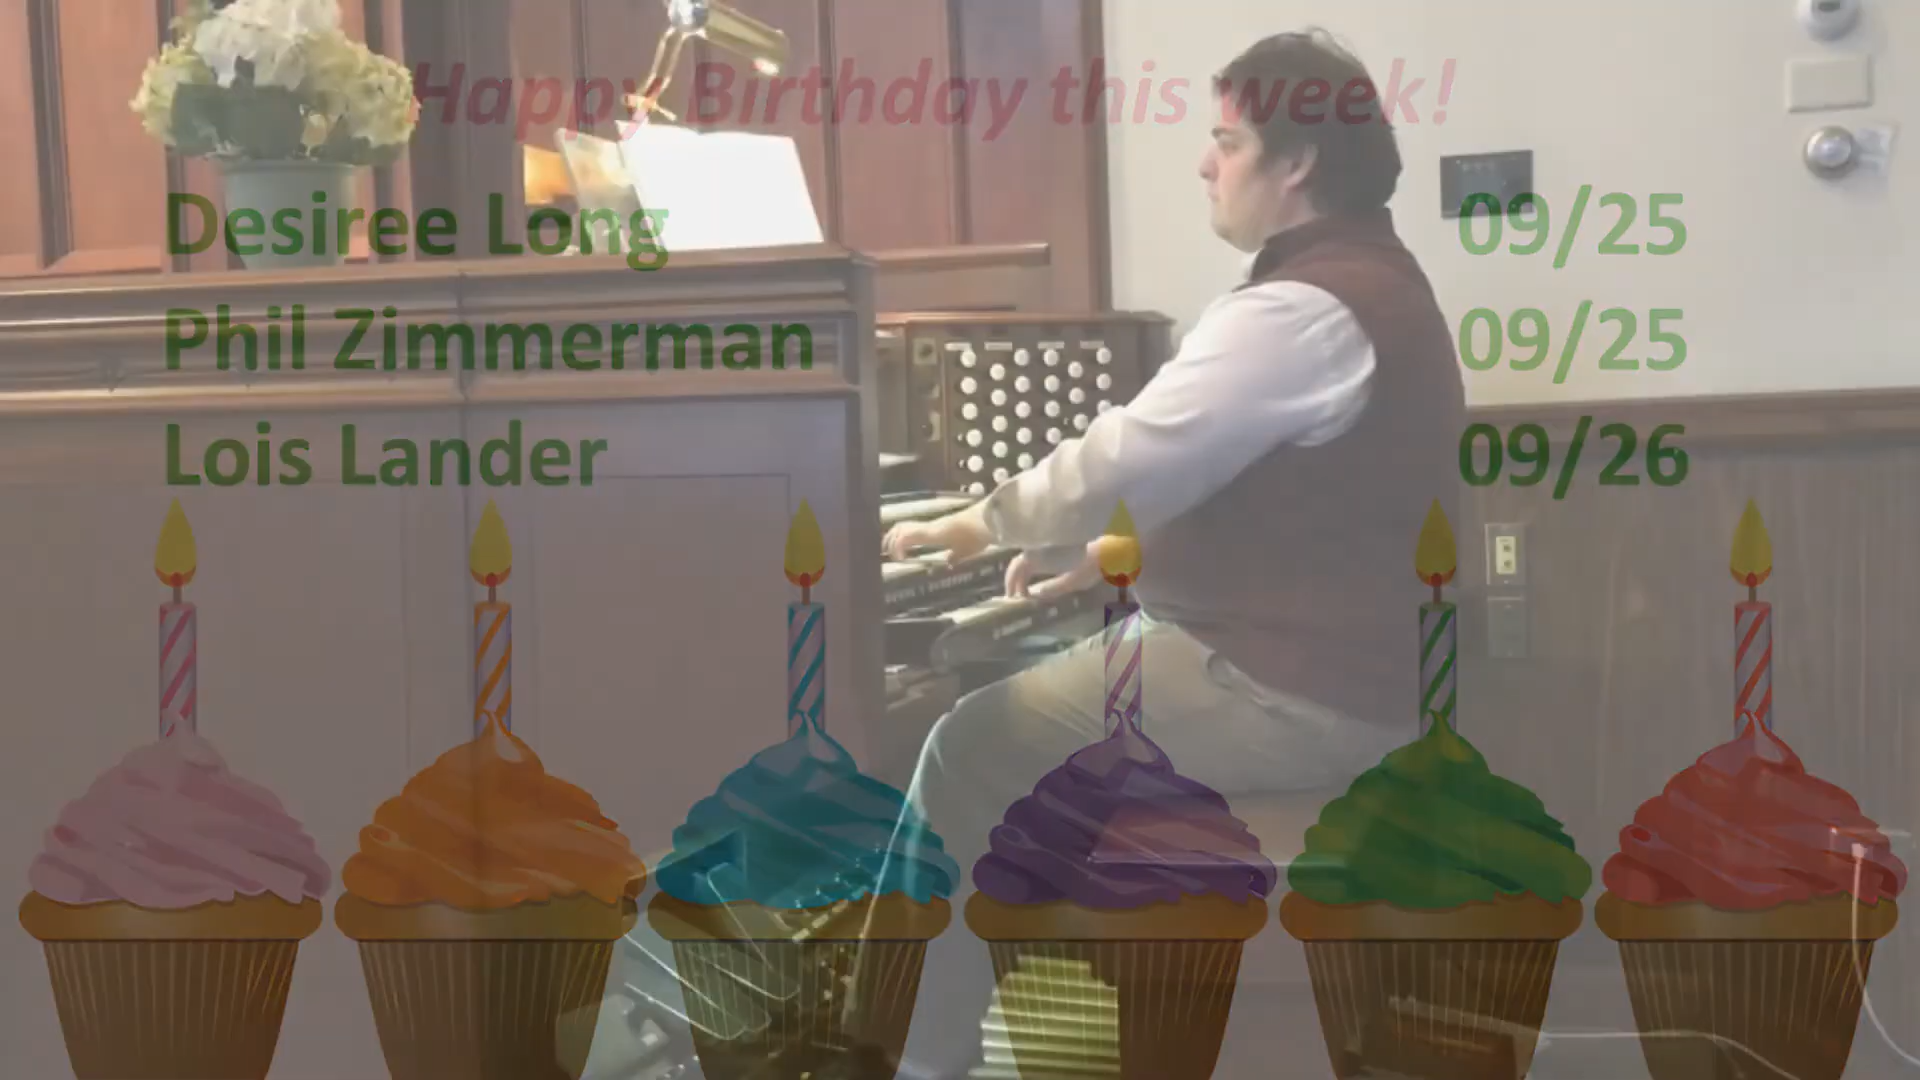 Happy Birthday this week!
Desiree Long 09/25
Phil Zimmerman 09/25
Lois Lander 09/26